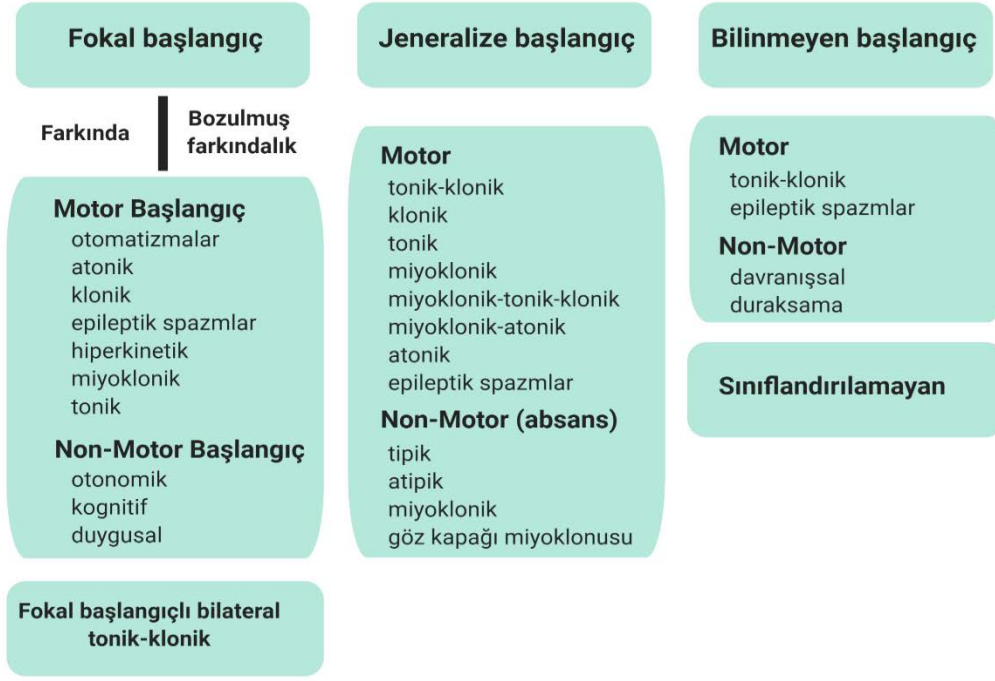 Fokal başlangıç
Farkında
Bozulmuş
farkındalık
Motor Başlangıç
otomatizmalar
atonik
klonik
epileptik spazmlar
hiperkinetik
miyoklonik
tonik
Non-Motor Başlangıç
otonomik
kognitif
duygusal
Fokal başlangıçlı bilateral
tonik-klonik
Jeneralize başlangıç
Motor
tonik-klonik
klonik
tonik
miyoklonik
miyoklonik-tonik-klonik
miyoklonik-atonik
atonik
epileptik spazmlar
Non-Motor (absans)
tipik
atipik
miyoklonik
göz kapağı miyoklonusu
Bilinmeyen başlangıç
Motor
tonik-klonik
epileptik spazmlar
Non-Motor
davranışsal
duraksama
Sınıflandırılamayan